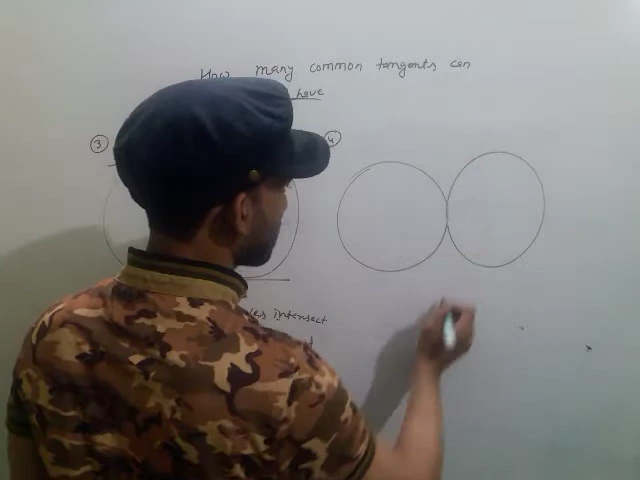 How many common tangents can
have
③
④
intersect